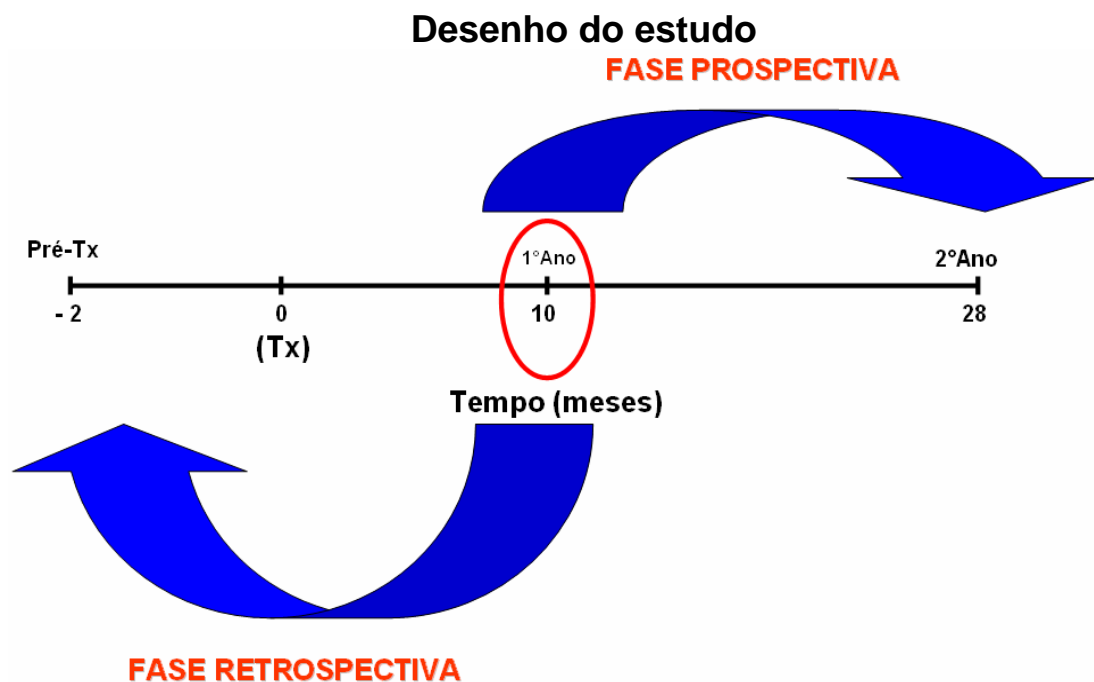 Desenho do estudo
FASE PROSPECTIVA
Pré-Tx
1°Ano
2°Ano
- 2
0
10
28
(Tx)
Tempo (meses)
FASE RETROSPECTIVA